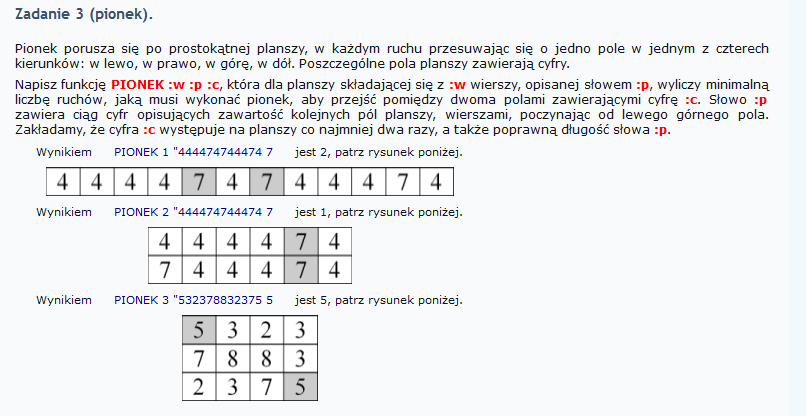 Zadanie 3 (pionek).
Pionek porusza się po prostokątnej planszy, w każdym ruchu przesuwając się o jedno pole w jednym z czterech
kierunków: w lewo, w prawo, w górę, w dół. Poszczególne pola planszy zawierają cyfry.
Napisz funkcję PIONEK :w :p :c, która dla planszy składającej się z :w wierszy, opisanej słowem :p, wyliczy minimalną
liczbę ruchów, jaką musi wykonać pionek, aby przejść pomiędzy dwoma polami zawierającymi cyfrę :c. Słowo :p
zawiera ciąg cyfr opisujących zawartość kolejnych pól planszy, wierszami, poczynając od lewego górnego pola.
Zakładamy, że cyfra :c występuje na planszy co najmniej dwa razy, a także poprawną długość słowa :p.
Wynikiem PIONEK 1 "444474744474 7 jest 2, patrz rysunek poniżej.
4 4 4 4 7 4 7 4 4 4 7 4
Wynikiem PIONEK 2 "444474744474 7 jest 1, patrz rysunek poniżej.
4 4 4 4 7 4
7 4 4 4 7 4
Wynikiem PIONEK 3 "532378832375 5 jest 5, patrz rysunek poniżej.
5 3 2 3
7 8 8 3
2 3 7 5